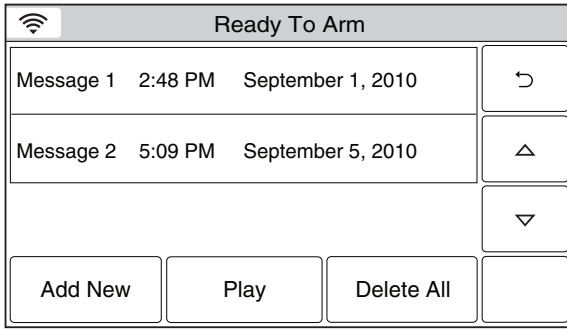 Ready To Arm
Message 1 2:48 PM September 1, 2010
Message 2 5:09 PM September 5, 2010
Add New Play Delete All